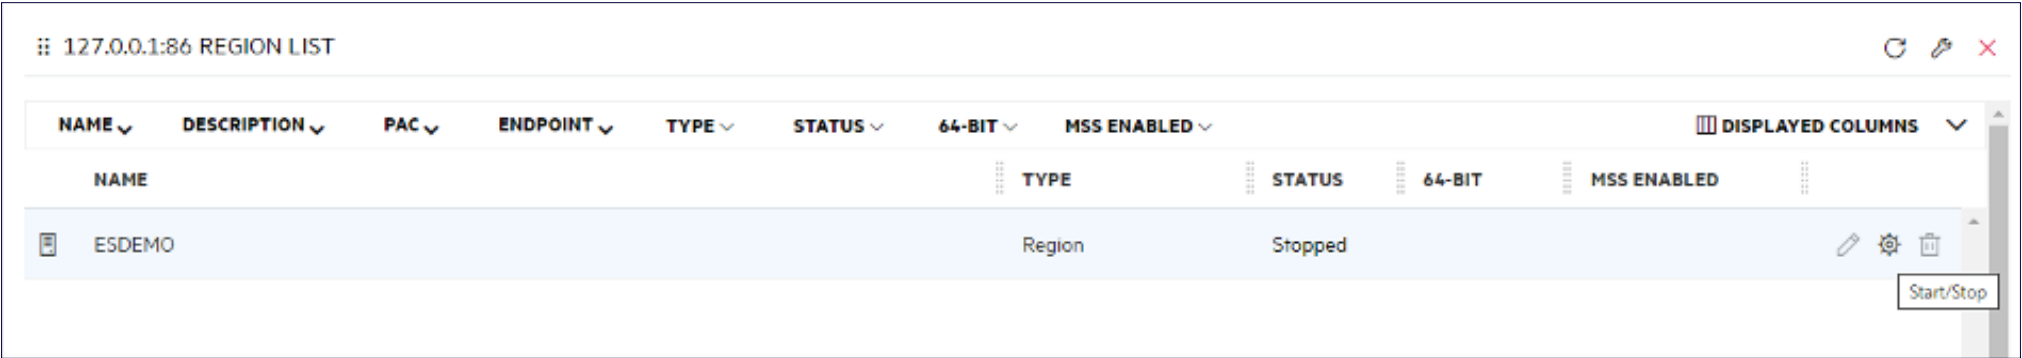 127.0.0.1:86 REGION LIST
NAME DESCRIPTION PAC ENDPOINT TYPE STATUS 64-BIT MSS ENABLED DISPLAYED COLUMNS
NAME TYPE STATUS 64-BIT MSS ENABLED
ESDEMO Region Stopped
Start/Stop